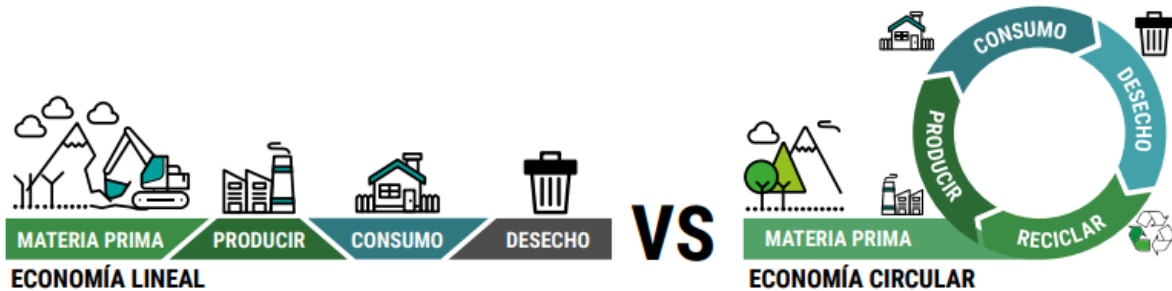 MATERIA PRIMA
PRODUCIR
CONSUMO
DESECHO
ECONOMÍA LINEAL
VS
MATERIA PRIMA
PRODUCIR
CONSUMO
DESECHO
RECICLAR
ECONOMÍA CIRCULAR